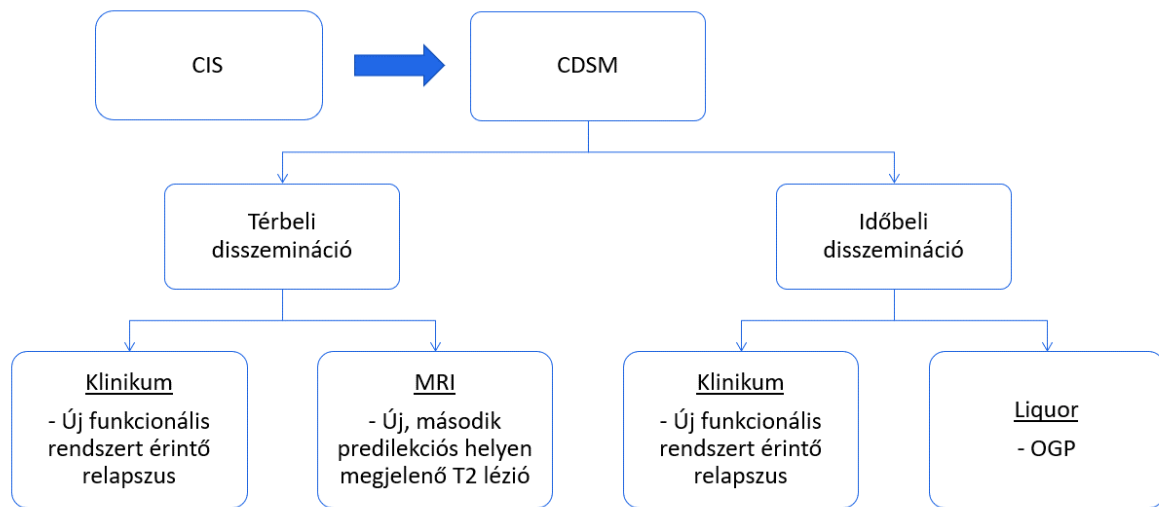 CIS
CDSM
Térbeli
disszemináció
Időbeli
disszemináció
Klinikum
- Új funkcionális
rendszert érintő
relapszus
MRI
- Új, második
predilekciós helyen
megjelenő T2 lézió
Klinikum
- Új funkcionális
rendszert érintő
relapszus
Liquor
- OGP